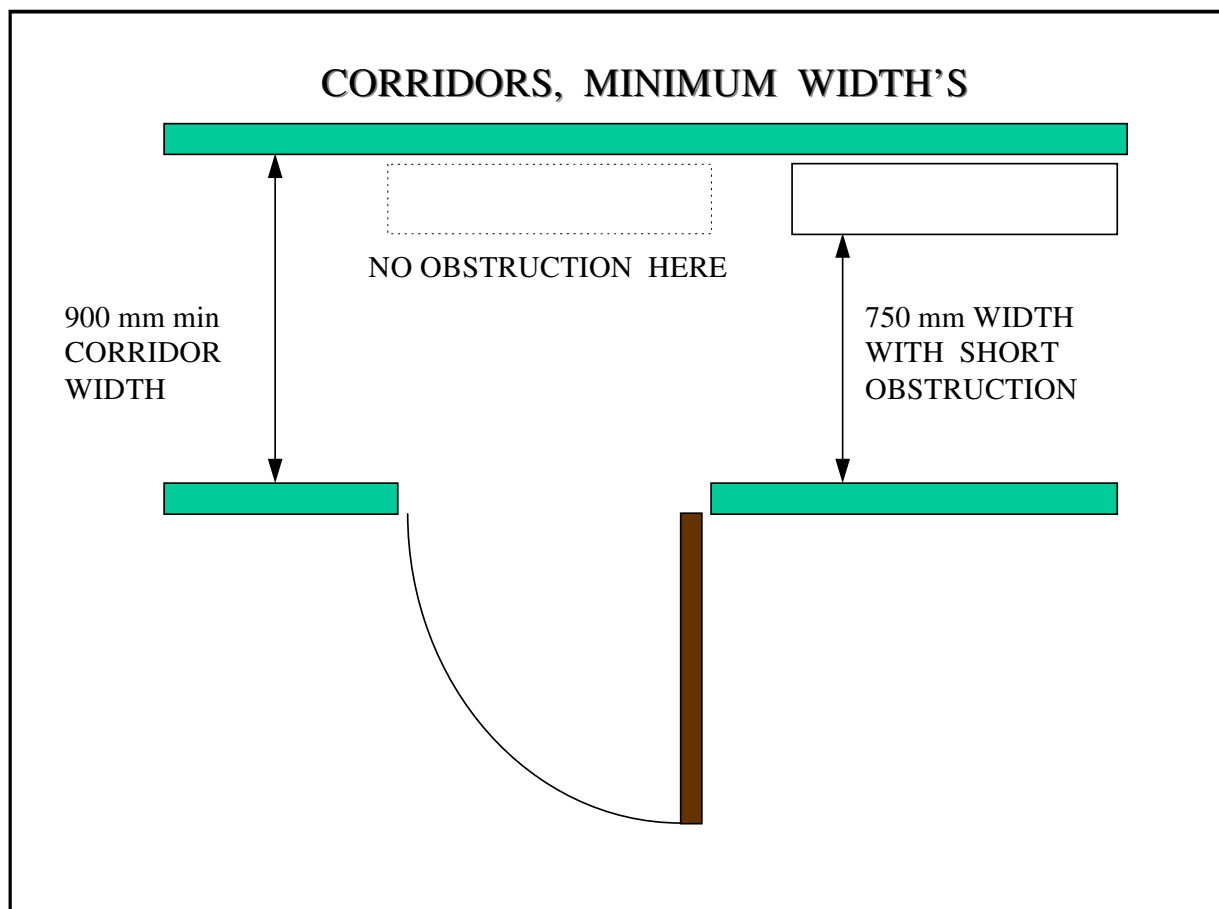 CORRIDORS, MINIMUM WIDTH'S
NO OBSTRUCTION HERE
900 mm min
CORRIDOR
WIDTH
750 mm WIDTH
WITH SHORT
OBSTRUCTION